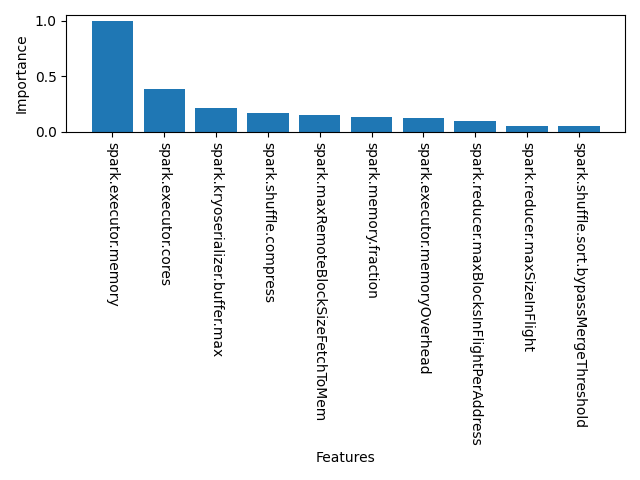 Importance
1.0
0.5
0.0
spark.executor.memory
spark.executor.cores
spark.kryoserializer.buffer.max
spark.shuffle.compress
spark.maxRemoteBlockSizeFetchToMem
spark.memory.fraction
spark.executor.memoryOverhead
spark.reducer.maxBlocksInFlightPerAddress
spark.reducer.maxSizeInFlight
spark.shuffle.sort.bypassMergeThreshold
Features